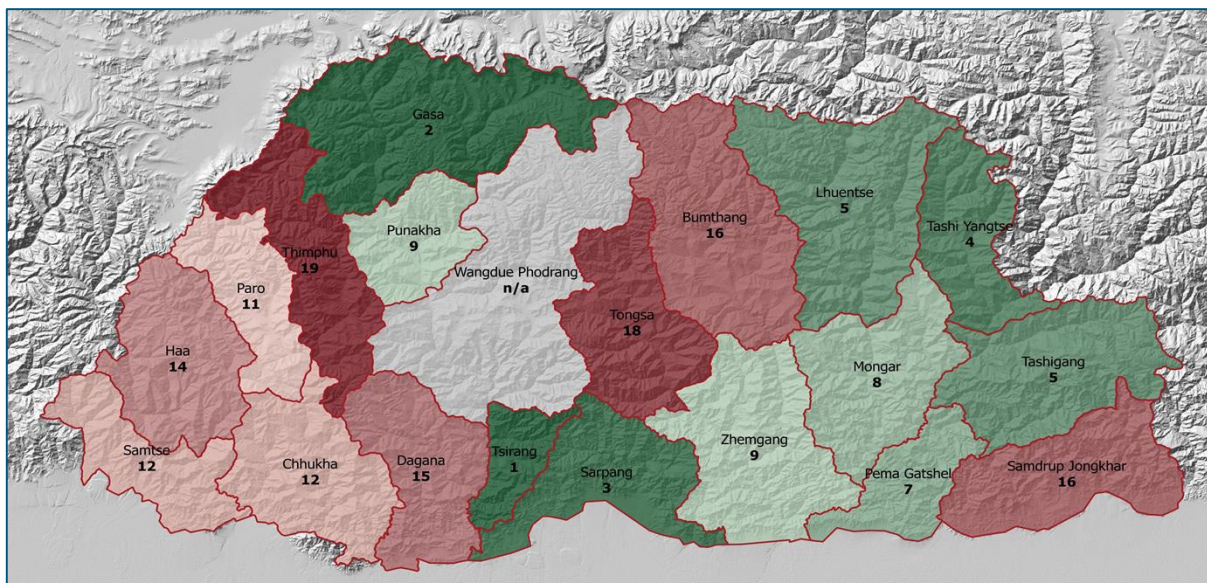 Gasa
2
Thimphu
19
Punakha
9
Wangdue Phodrang
n/a
Bumthang
16
Lhuentse
5
Tashi Yangtse
4
Paro
11
Haa
14
Tongsa
18
Mongar
8
Tashigang
5
Samtse
12
Chhukha
12
Dagana
15
Tsirang
1
Sarpang
3
Zhemgang
9
Pema Gatshel
7
Samdrup Jongkhar
16